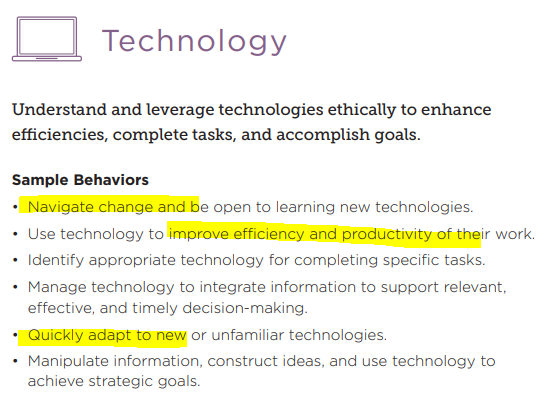 Technology
Understand and leverage technologies ethically to enhance
efficiencies, complete tasks, and accomplish goals.
Sample Behaviors
• Navigate change and be open to learning new technologies.
• Use technology to improve efficiency and productivity of their work.
• Identify appropriate technology for completing specific tasks.
• Manage technology to integrate information to support relevant,
effective, and timely decision-making.
• Quickly adapt to new or unfamiliar technologies.
• Manipulate information, construct ideas, and use technology to
achieve strategic goals.